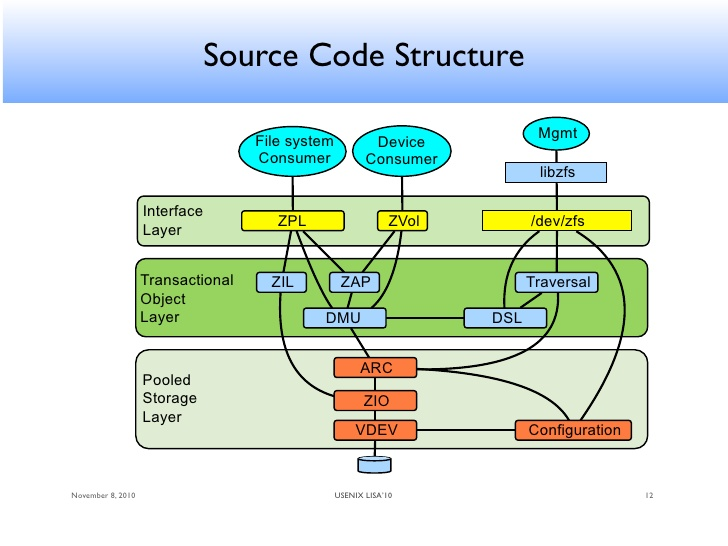 Source Code Structure
File system
Consumer
Device
Consumer
Mgmt
libzfs
Interface
Layer
ZPL
ZVol
/dev/zfs
Transactional
Object
Layer
ZIL
ZAP
Traversal
DMU
DSL
Pooled
Storage
Layer
ARC
ZIO
VDEV
Configuration
November 8, 2010
USENIX LISA'10
12